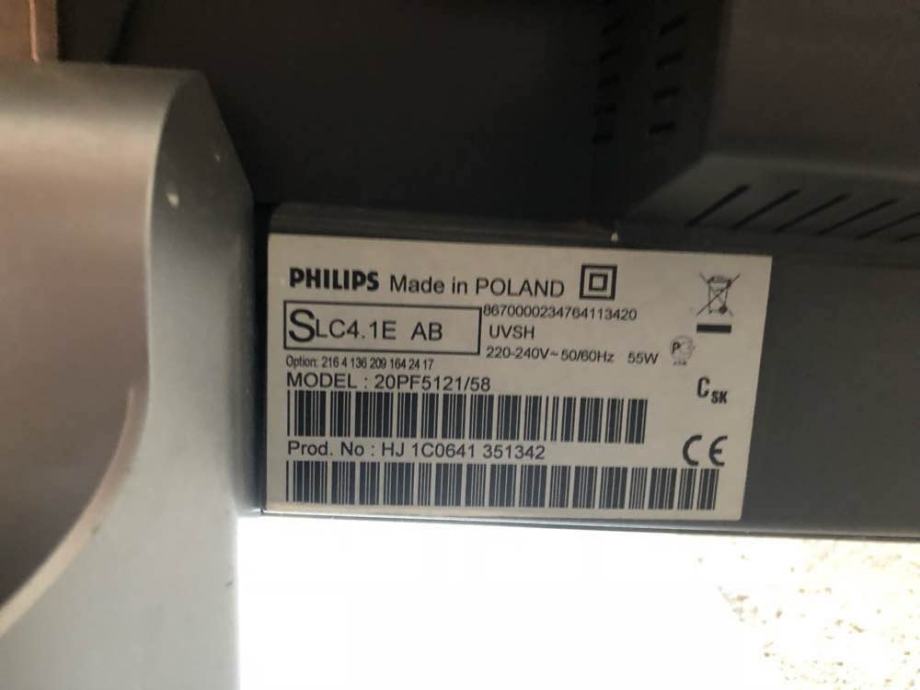 PHILIPS Made in POLAND
SLC4.1E AB
8670000234764113420
UVSH
220-240V~50/60Hz 55W
Option: 216 4 136 209 164 24 17
MODEL : 20PF5121/58
Prod. No : HJ 1C0641 351342
P
CSK
CE